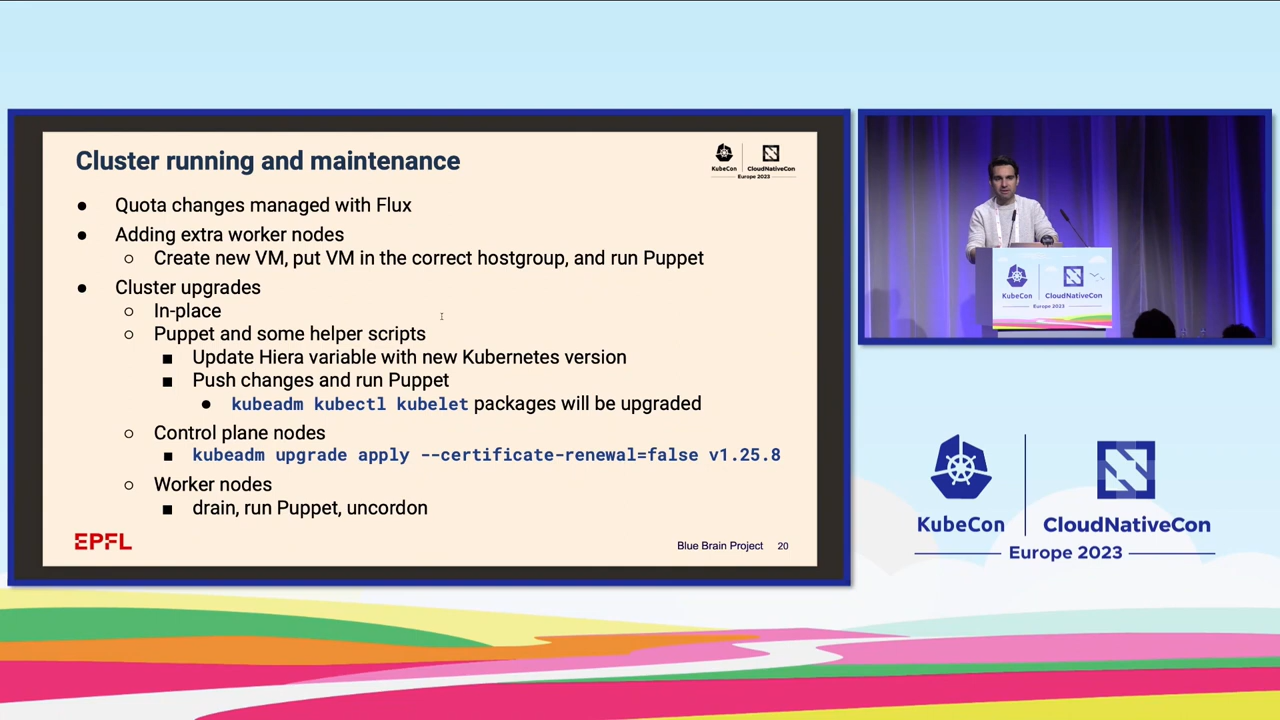 Cluster running and maintenance
KubeCon
CloudNativeCon
Europe 2023
● Quota changes managed with Flux
● Adding extra worker nodes
○ Create new VM, put VM in the correct hostgroup, and run Puppet
● Cluster upgrades
○ In-place
○ Puppet and some helper scripts
■ Update Hiera variable with new Kubernetes version
■ Push changes and run Puppet
● kubeadm kubectl kubelet packages will be upgraded
○ Control plane nodes
■ kubeadm upgrade apply --certificate-renewal=false v1.25.8
○ Worker nodes
■ drain, run Puppet, uncordon
EPFL
Blue Brain Project 20
KubeCon
CloudNativeCon
Europe 2023
KubeCon
CloudNativeCon
Europe 2023